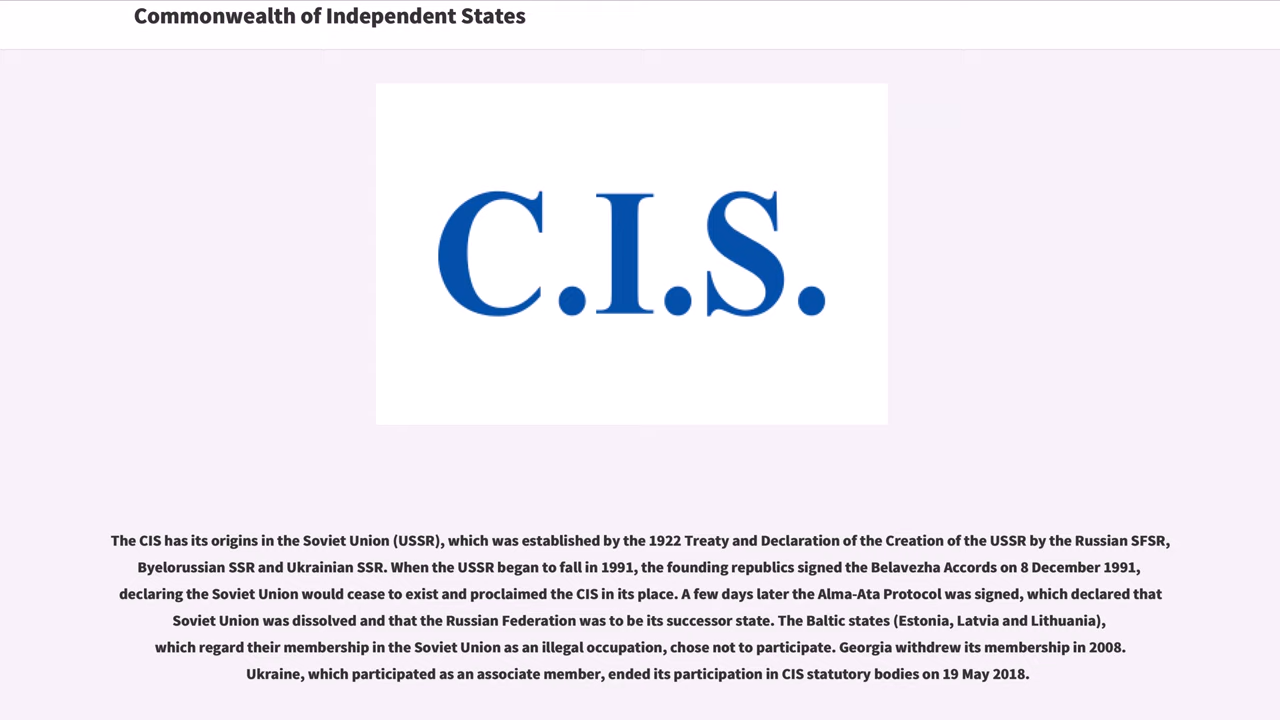 Commonwealth of Independent States
C.I.S.
The CIS has its origins in the Soviet Union (USSR), which was established by the 1922 Treaty and Declaration of the Creation of the USSR by the Russian SFSR,
Byelorussian SSR and Ukrainian SSR. When the USSR began to fall in 1991, the founding republics signed the Belavezha Accords on 8 December 1991,
declaring the Soviet Union would cease to exist and proclaimed the CIS in its place. A few days later the Alma-Ata Protocol was signed, which declared that
Soviet Union was dissolved and that the Russian Federation was to be its successor state. The Baltic states (Estonia, Latvia and Lithuania),
which regard their membership in the Soviet Union as an illegal occupation, chose not to participate. Georgia withdrew its membership in 2008.
Ukraine, which participated as an associate member, ended its participation in CIS statutory bodies on 19 May 2018.